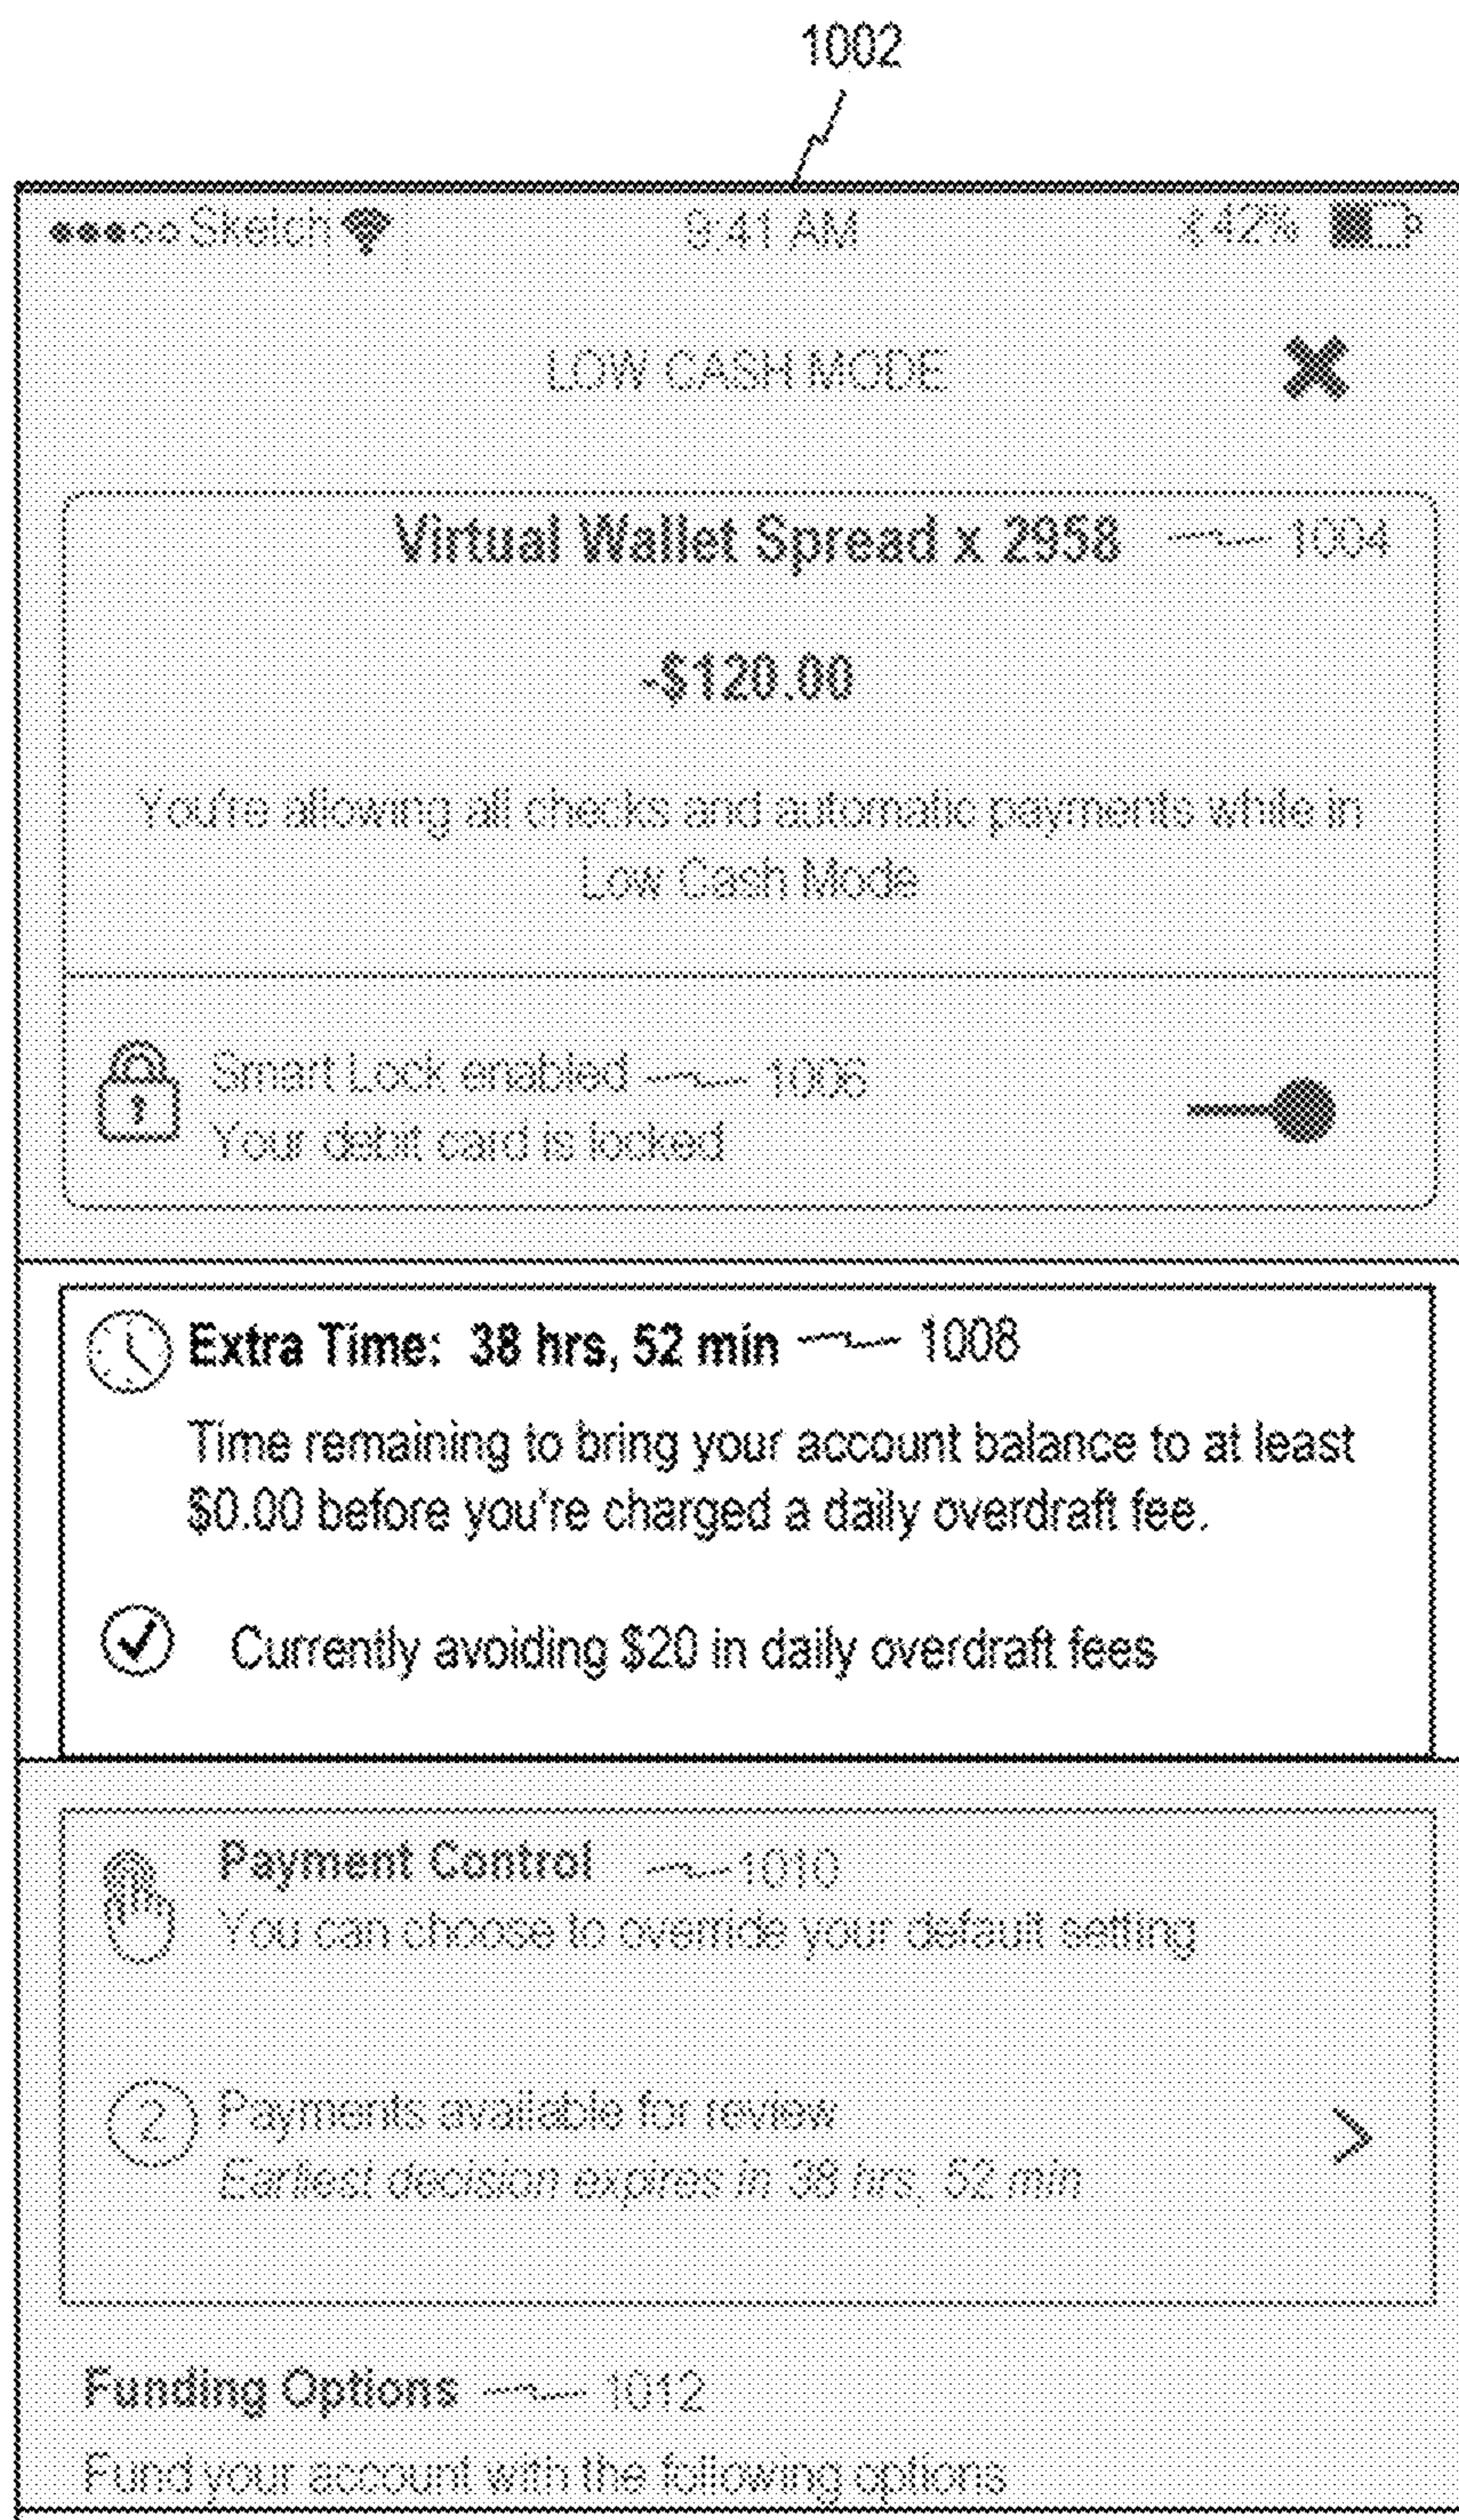 1002
Sketch 9:41 AM 42%
LOW CASH MODE
Virtual Wallet Spread x 2958 1004
-$120.00
You're allowing all checks and automatic payments while in
Low Cash Mode
Smart Lock enabled 1006
Your debit card is locked
Extra Time: 38 hrs, 52 min 1008
Time remaining to bring your account balance to at least
$0.00 before you're charged a daily overdraft fee.
Currently avoiding $20 in daily overdraft fees
Payment Control 1010
You can choose to override your default setting
2 Payments available for review
Earliest decision expires in 38 hrs, 52 min
Funding Options 1012
Fund your account with the following options